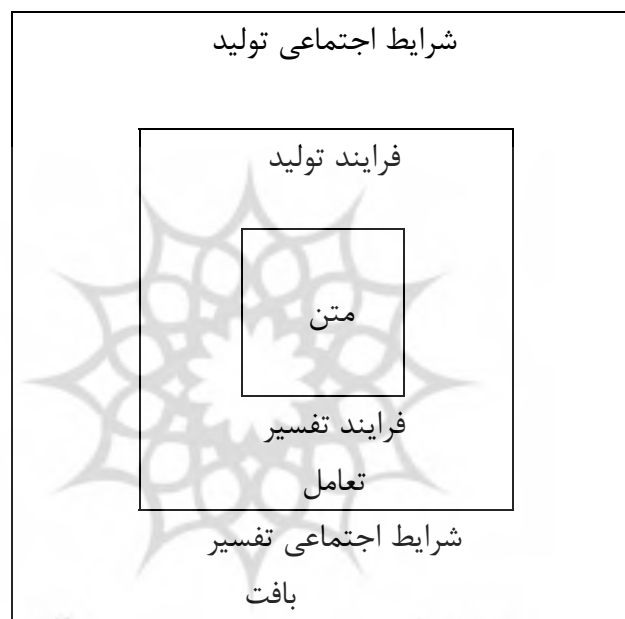 شرایط اجتماعی تولید
فرایند تولید
متن
فرایند تفسیر
تعامل
شرایط اجتماعی تفسیر
بافت